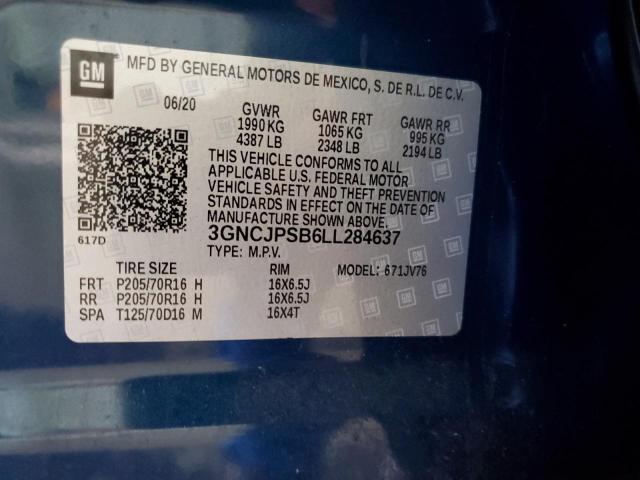 GM MFD BY GENERAL MOTORS DE MEXICO, S. DE R.L. DE C.V.
06/20 GVWR GAWR FRT GAWR RR
1990 KG 1065 KG 995 KG
4387 LB 2348 LB 2194 LB
THIS VEHICLE CONFORMS TO ALL
APPLICABLE U.S. FEDERAL MOTOR
VEHICLE SAFETY AND THEFT PREVENTION
STANDARDS IN EFFECT ON THE DATE OF
MANUFACTURE SHOWN ABOVE.
617D 3GNCJPSB6LL284637
TYPE: M.P.V.
TIRE SIZE RIM MODEL: 671JV76
FRT P205/70R16 H 16X6.5J
RR P205/70R16 H 16X6.5J
SPA T125/70D16 M 16X4T